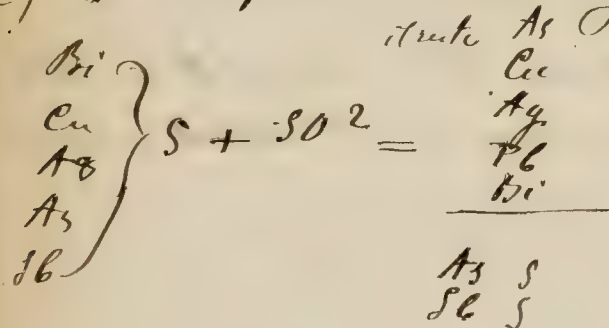 Bi
Cu
Ag
As
Sb
} S + SO² =
As
Cu
Ag
Pb
Bi
As S
Sb S